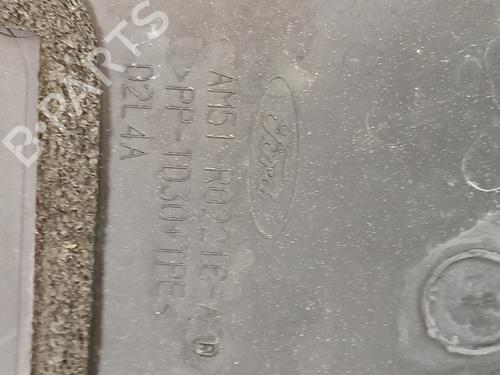 B-PARTS
Ford
AM51-R02216-A
>PP-TD30+TPE<
D2L4A